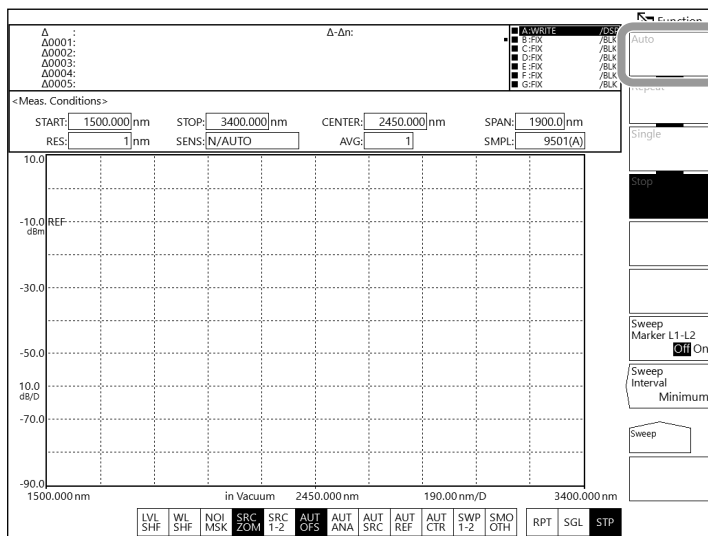 Function
Δ :
Δ0001:
Δ0002:
Δ0003:
Δ0004:
Δ0005:
Δ-Δn:
A:WRITE /DSP
B:FIX /BLK
C:FIX /BLK
D:FIX /BLK
E:FIX /BLK
F:FIX /BLK
G:FIX /BLK
<Meas. Conditions>
START: 1500.000 nm STOP: 3400.000 nm CENTER: 2450.000 nm SPAN: 1900.0 nm
RES: 1 nm SENS: N/AUTO AVG: 1 SMPL: 9501(A)
10.0
-10.0 REF
dBm
-30.0
-50.0
10.0
dB/D
-70.0
-90.0
1500.000 nm in Vacuum 2450.000 nm 190.00 nm/D 3400.000 nm
LVL SHF
WL SHF
NOI MSK
SRC ZOM
SRC 1-2
AUT OFS
AUT ANA
AUT SRC
AUT REF
AUT CTR
SWP 1-2
SMO OTH
RPT
SGL
STP
Auto
Repeat
Single
Stop
Sweep
Marker L1-L2
Off On
Sweep
Interval
Minimum
Sweep